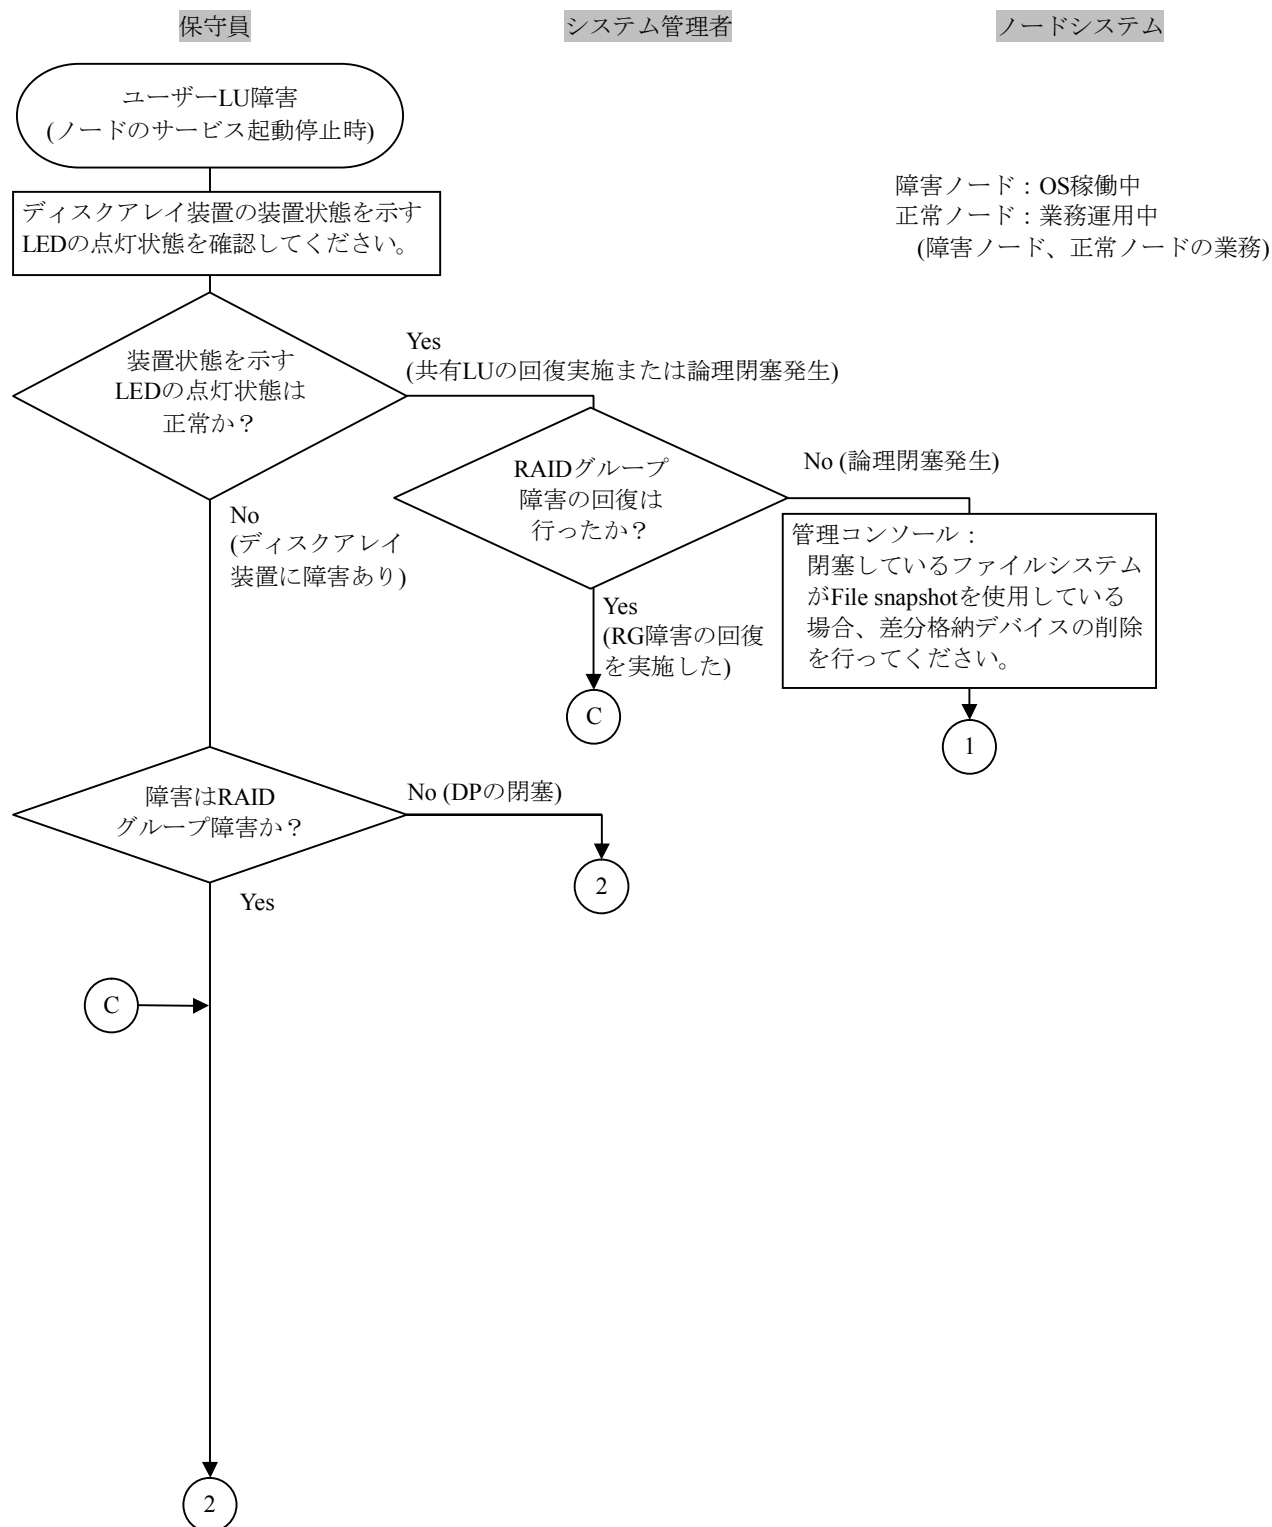 保守員
システム管理者
ノードシステム
ユーザーLU障害
(ノードのサービス起動停止時)
ディスクアレイ装置の装置状態を示す
LEDの点灯状態を確認してください。
障害ノード：OS稼働中
正常ノード：業務運用中
(障害ノード、正常ノードの業務)
装置状態を示す
LEDの点灯状態は
正常か？
Yes
(共有LUの回復実施または論理閉塞発生)
RAIDグループ
障害の回復は
行ったか？
No (論理閉塞発生)
No
(ディスクアレイ
装置に障害あり)
管理コンソール：
閉塞しているファイルシステム
がFile snapshotを使用している
場合、差分格納デバイスの削除
を行ってください。
Yes
(RG障害の回復
を実施した)
C
1
障害はRAID
グループ障害か？
No (DPの閉塞)
2
Yes
C
2